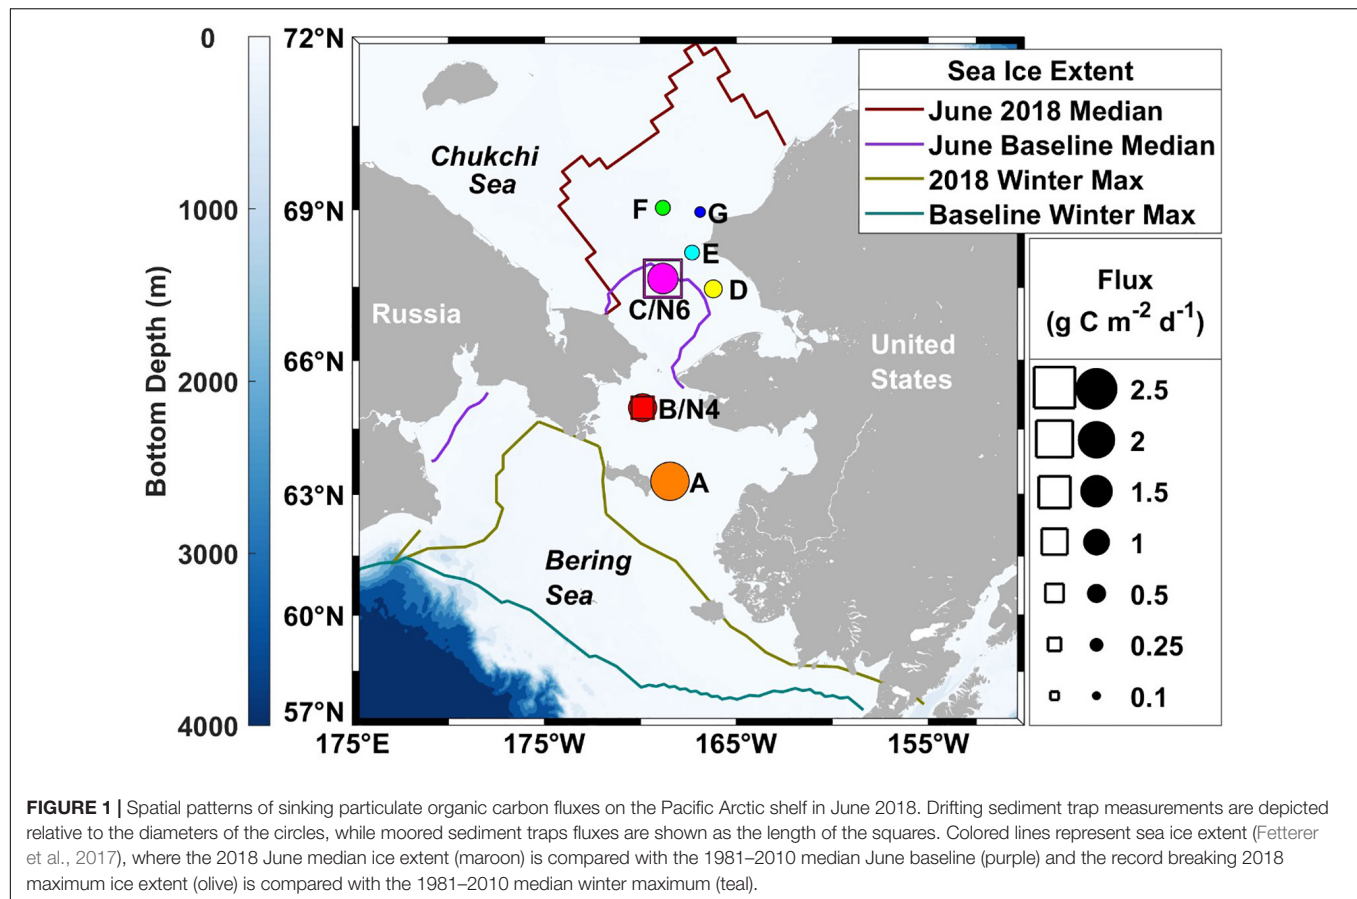 0
1000
2000
3000
4000
Bottom Depth (m)
72°N
69°N
66°N
63°N
60°N
57°N
175°E
175°W
165°W
155°W
Chukchi
Sea
Russia
United
States
Bering
Sea
F
G
E
D
C/N6
B/N4
A
Sea Ice Extent
June 2018 Median
June Baseline Median
2018 Winter Max
Baseline Winter Max
Flux
(g C m-2 d-1)
2.5
2
1.5
1
0.5
0.25
0.1
FIGURE 1 | Spatial patterns of sinking particulate organic carbon fluxes on the Pacific Arctic shelf in June 2018. Drifting sediment trap measurements are depicted
relative to the diameters of the circles, while moored sediment traps fluxes are shown as the length of the squares. Colored lines represent sea ice extent (Fetterer
et al., 2017), where the 2018 June median ice extent (maroon) is compared with the 1981–2010 median June baseline (purple) and the record breaking 2018
maximum ice extent (olive) is compared with the 1981–2010 median winter maximum (teal).